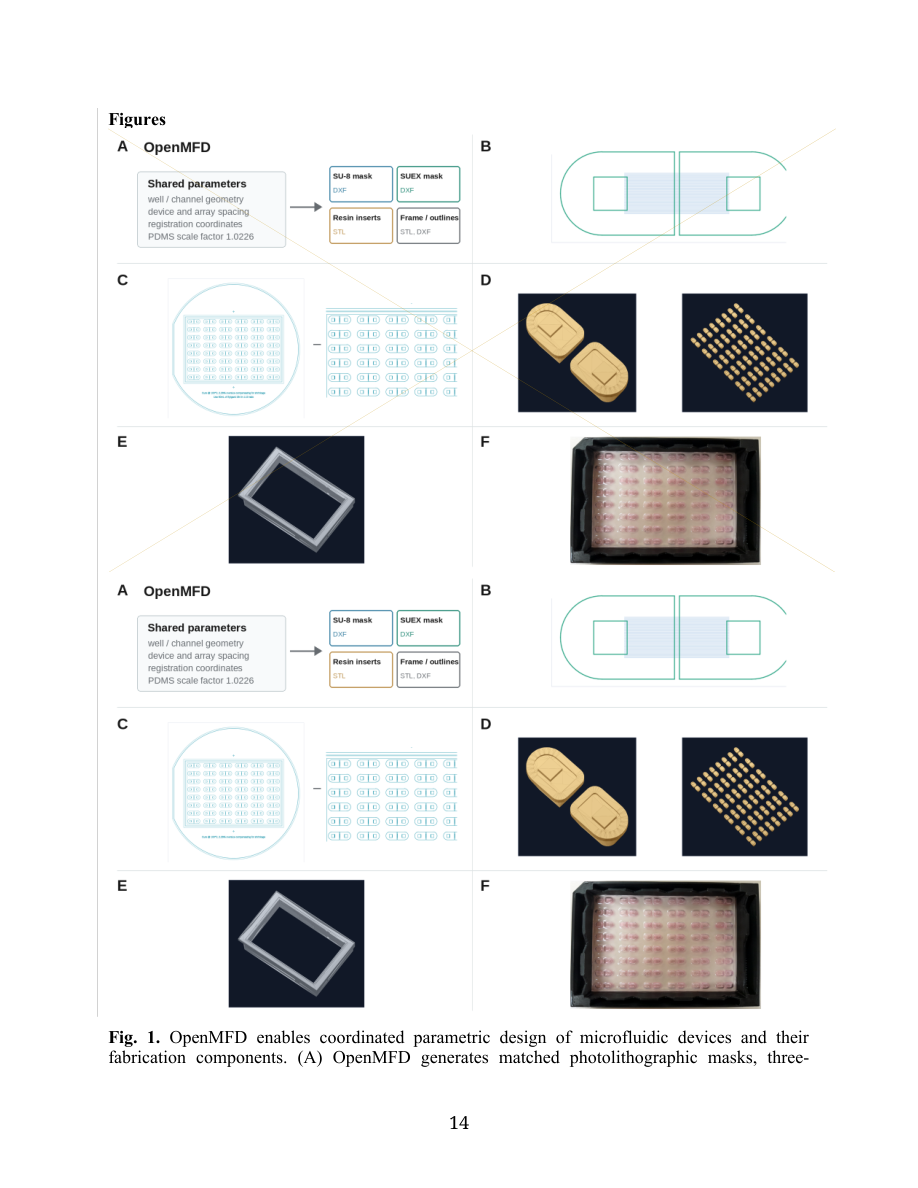 Figures
A OpenMFD
Shared parameters
well / channel geometry
device and array spacing
registration coordinates
PDMS scale factor 1.0226
SU-8 mask
DXF
SUEX mask
DXF
Resin inserts
STL
Frame / outlines
STL, DXF
B
C
D
E
F
A OpenMFD
Shared parameters
well / channel geometry
device and array spacing
registration coordinates
PDMS scale factor 1.0226
SU-8 mask
DXF
SUEX mask
DXF
Resin inserts
STL
Frame / outlines
STL, DXF
B
C
D
E
F
Fig. 1. OpenMFD enables coordinated parametric design of microfluidic devices and their
fabrication components. (A) OpenMFD generates matched photolithographic masks, three-
14